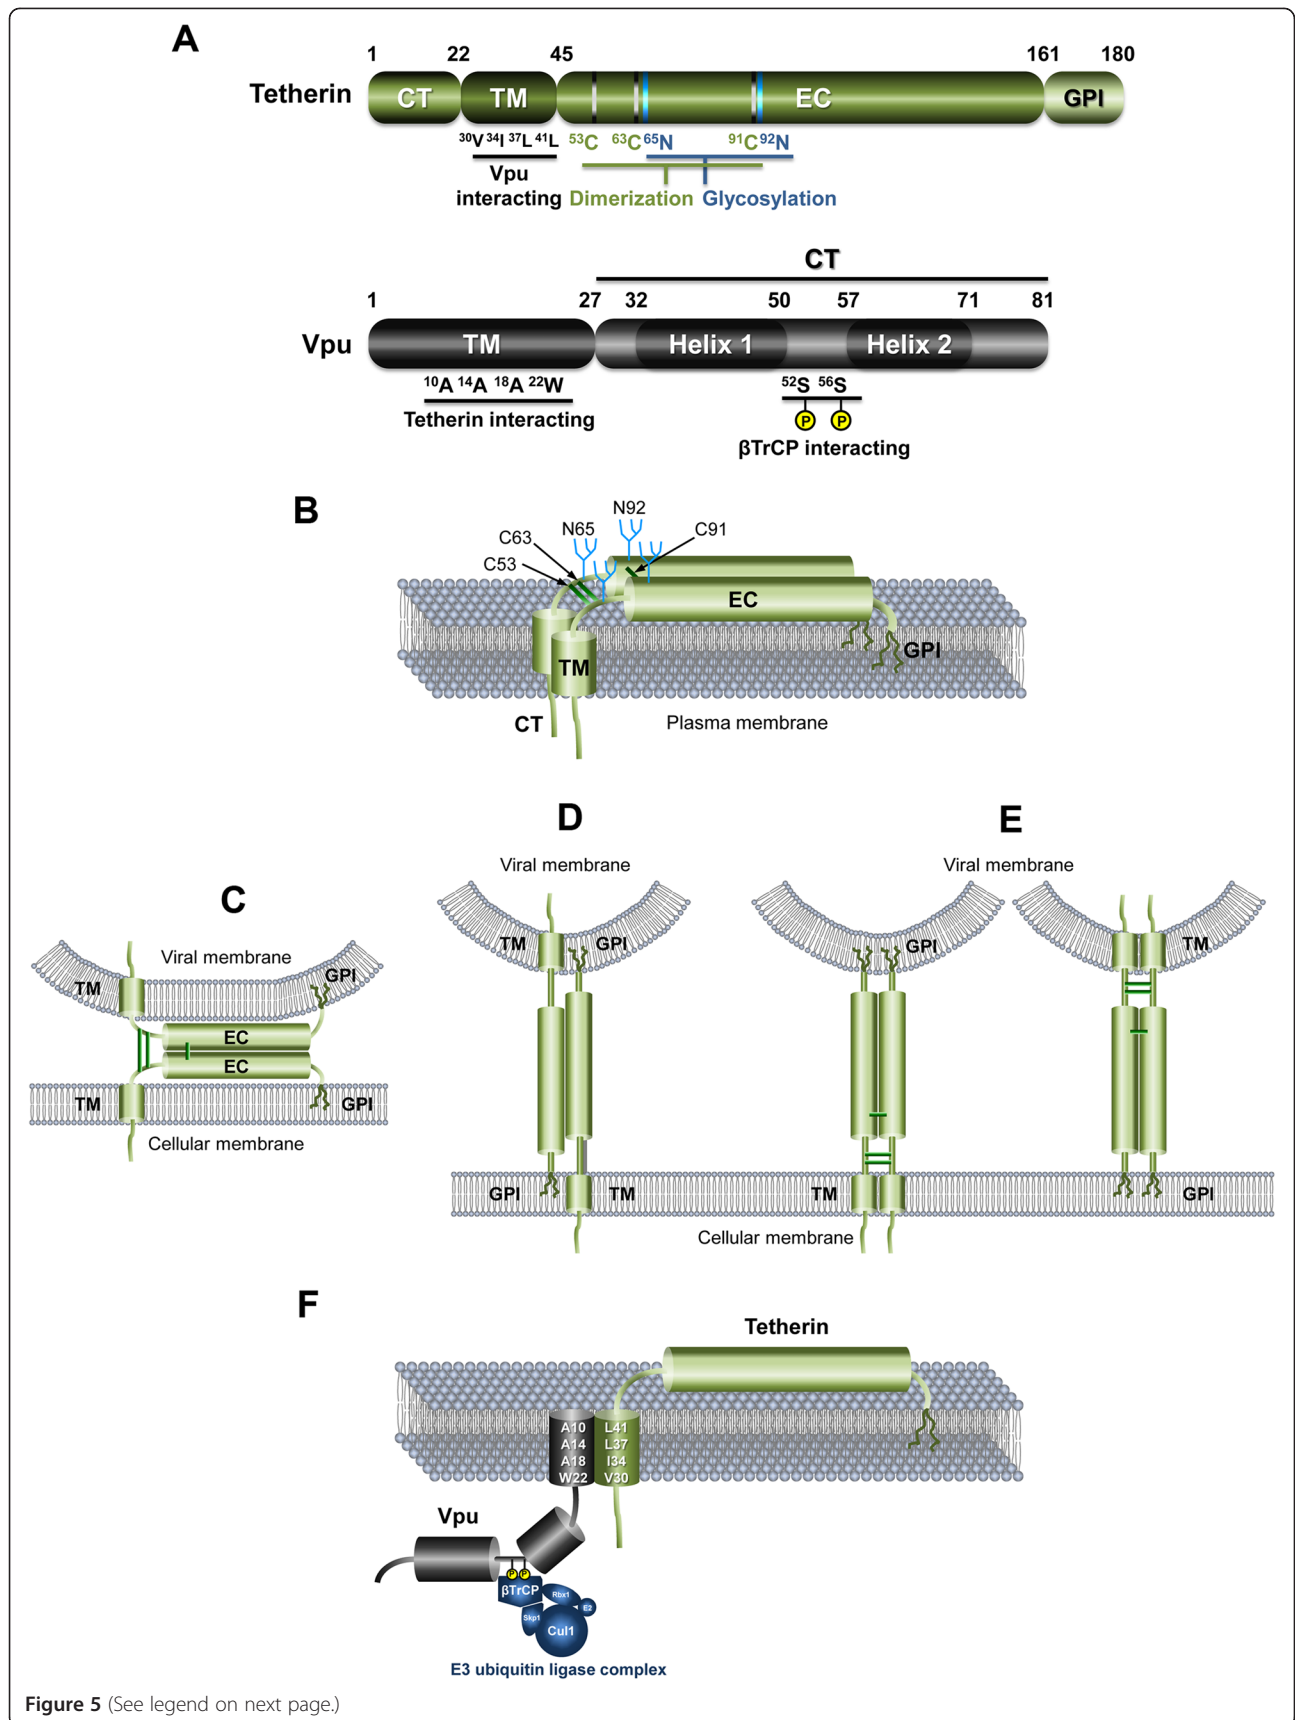 A
1 22 45 161 180
Tetherin CT TM EC GPI
³⁰V ³⁴I ³⁷L ⁴¹L ⁵³C ⁶³C ⁶⁵N ⁹¹C ⁹²N
Vpu
interacting Dimerization Glycosylation
CT
1 27 32 50 57 71 81
Vpu TM Helix 1 Helix 2
¹⁰A ¹⁴A ¹⁸A ²²W ⁵²S ⁵⁶S
Tetherin interacting P P
βTrCP interacting
B
N92
N65 C91
C63
C53
EC
GPI
TM
CT Plasma membrane
C
Viral membrane
GPI
TM
EC
EC
TM GPI
Cellular membrane
D
Viral membrane
TM GPI
GPI TM
E
Viral membrane
GPI TM
TM GPI
Cellular membrane
F
Tetherin
A10 L41
A14 L37
A18 I34
W22 V30
Vpu
P P
βTrCP Rbx1
E2
Skp1
Cul1
E3 ubiquitin ligase complex
Figure 5 (See legend on next page.)